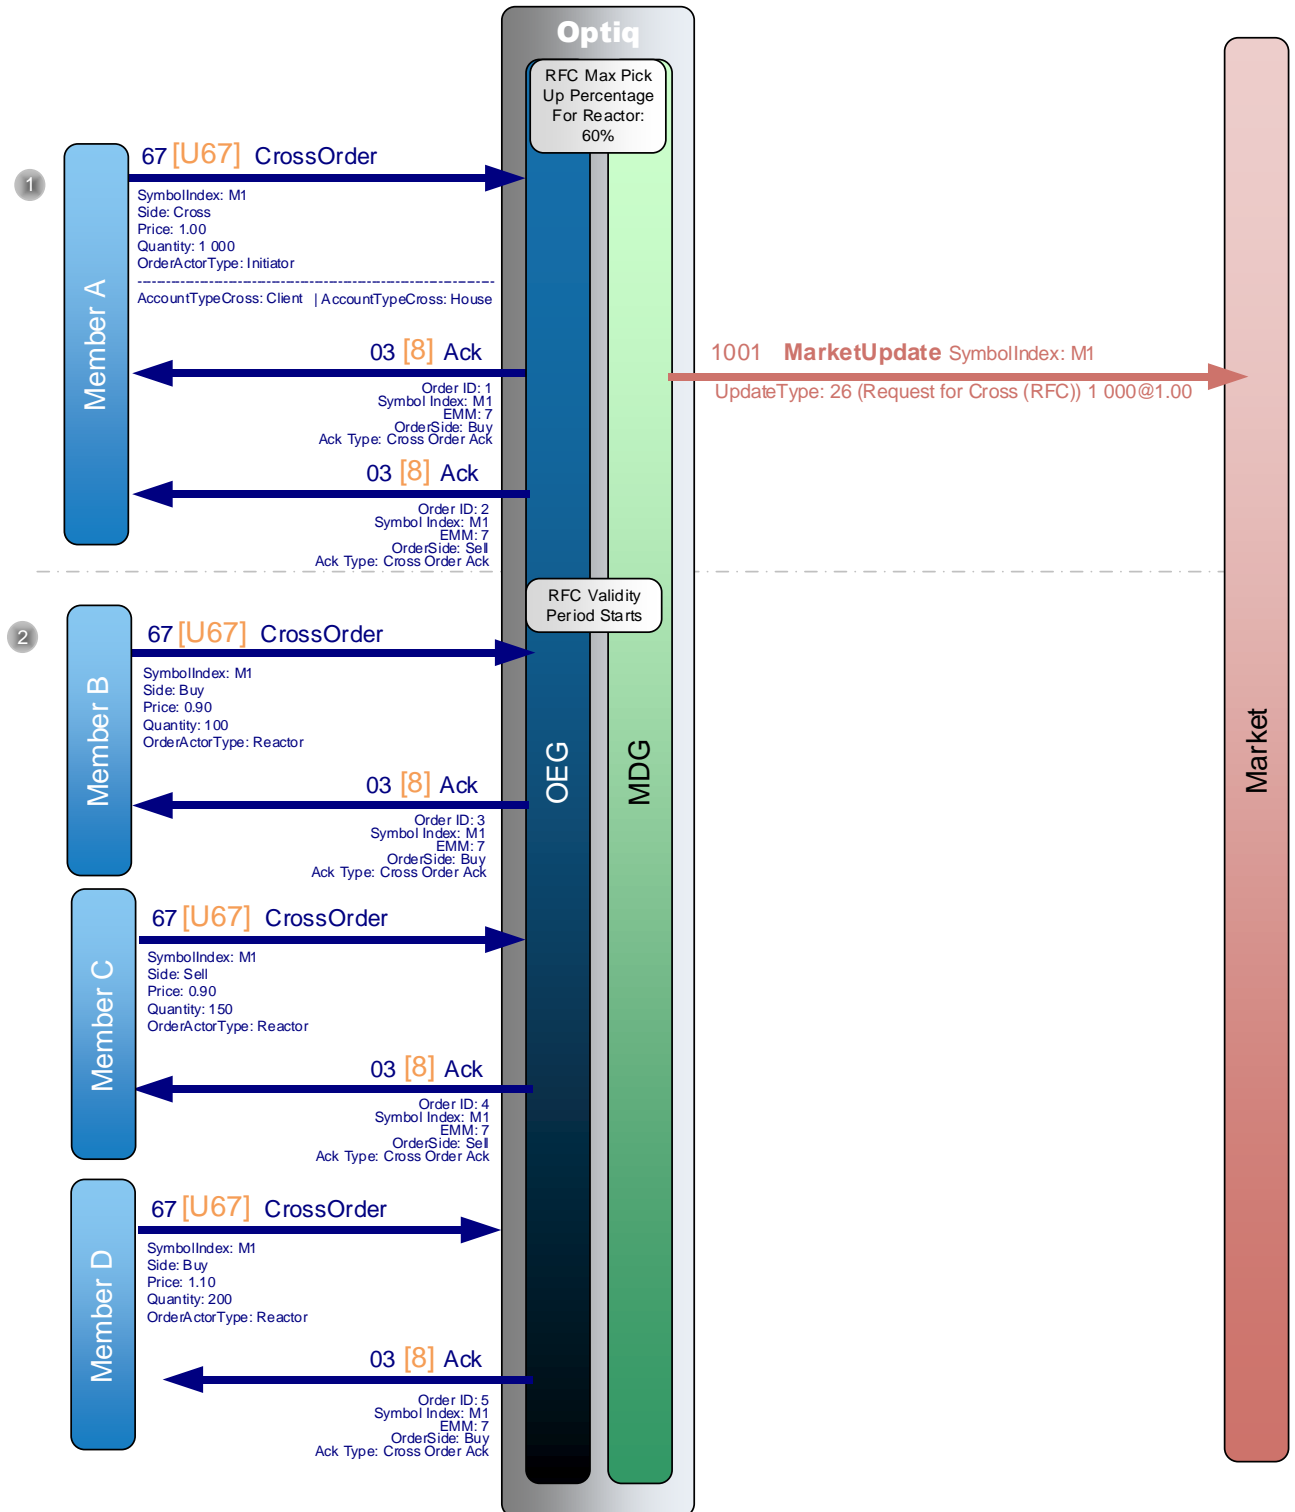 Optiq
RFC Max Pick
Up Percentage
For Reactor:
60%
1
Member A
67 [U67] CrossOrder
SymbolIndex: M1
Side: Cross
Price: 1.00
Quantity: 1 000
OrderActorType: Initiator
AccountTypeCross: Client | AccountTypeCross: House
03 [8] Ack
Order ID: 1
Symbol Index: M1
EMM: 7
OrderSide: Buy
Ack Type: Cross Order Ack
1001 MarketUpdate SymbolIndex: M1
UpdateType: 26 (Request for Cross (RFC)) 1 000@1.00
03 [8] Ack
Order ID: 2
Symbol Index: M1
EMM: 7
OrderSide: Sell
Ack Type: Cross Order Ack
RFC Validity
Period Starts
2
Member B
67 [U67] CrossOrder
SymbolIndex: M1
Side: Buy
Price: 0.90
Quantity: 100
OrderActorType: Reactor
OEG
MDG
Market
03 [8] Ack
Order ID: 3
Symbol Index: M1
EMM: 7
OrderSide: Buy
Ack Type: Cross Order Ack
Member C
67 [U67] CrossOrder
SymbolIndex: M1
Side: Sell
Price: 0.90
Quantity: 150
OrderActorType: Reactor
03 [8] Ack
Order ID: 4
Symbol Index: M1
EMM: 7
OrderSide: Sell
Ack Type: Cross Order Ack
Member D
67 [U67] CrossOrder
SymbolIndex: M1
Side: Buy
Price: 1.10
Quantity: 200
OrderActorType: Reactor
03 [8] Ack
Order ID: 5
Symbol Index: M1
EMM: 7
OrderSide: Buy
Ack Type: Cross Order Ack